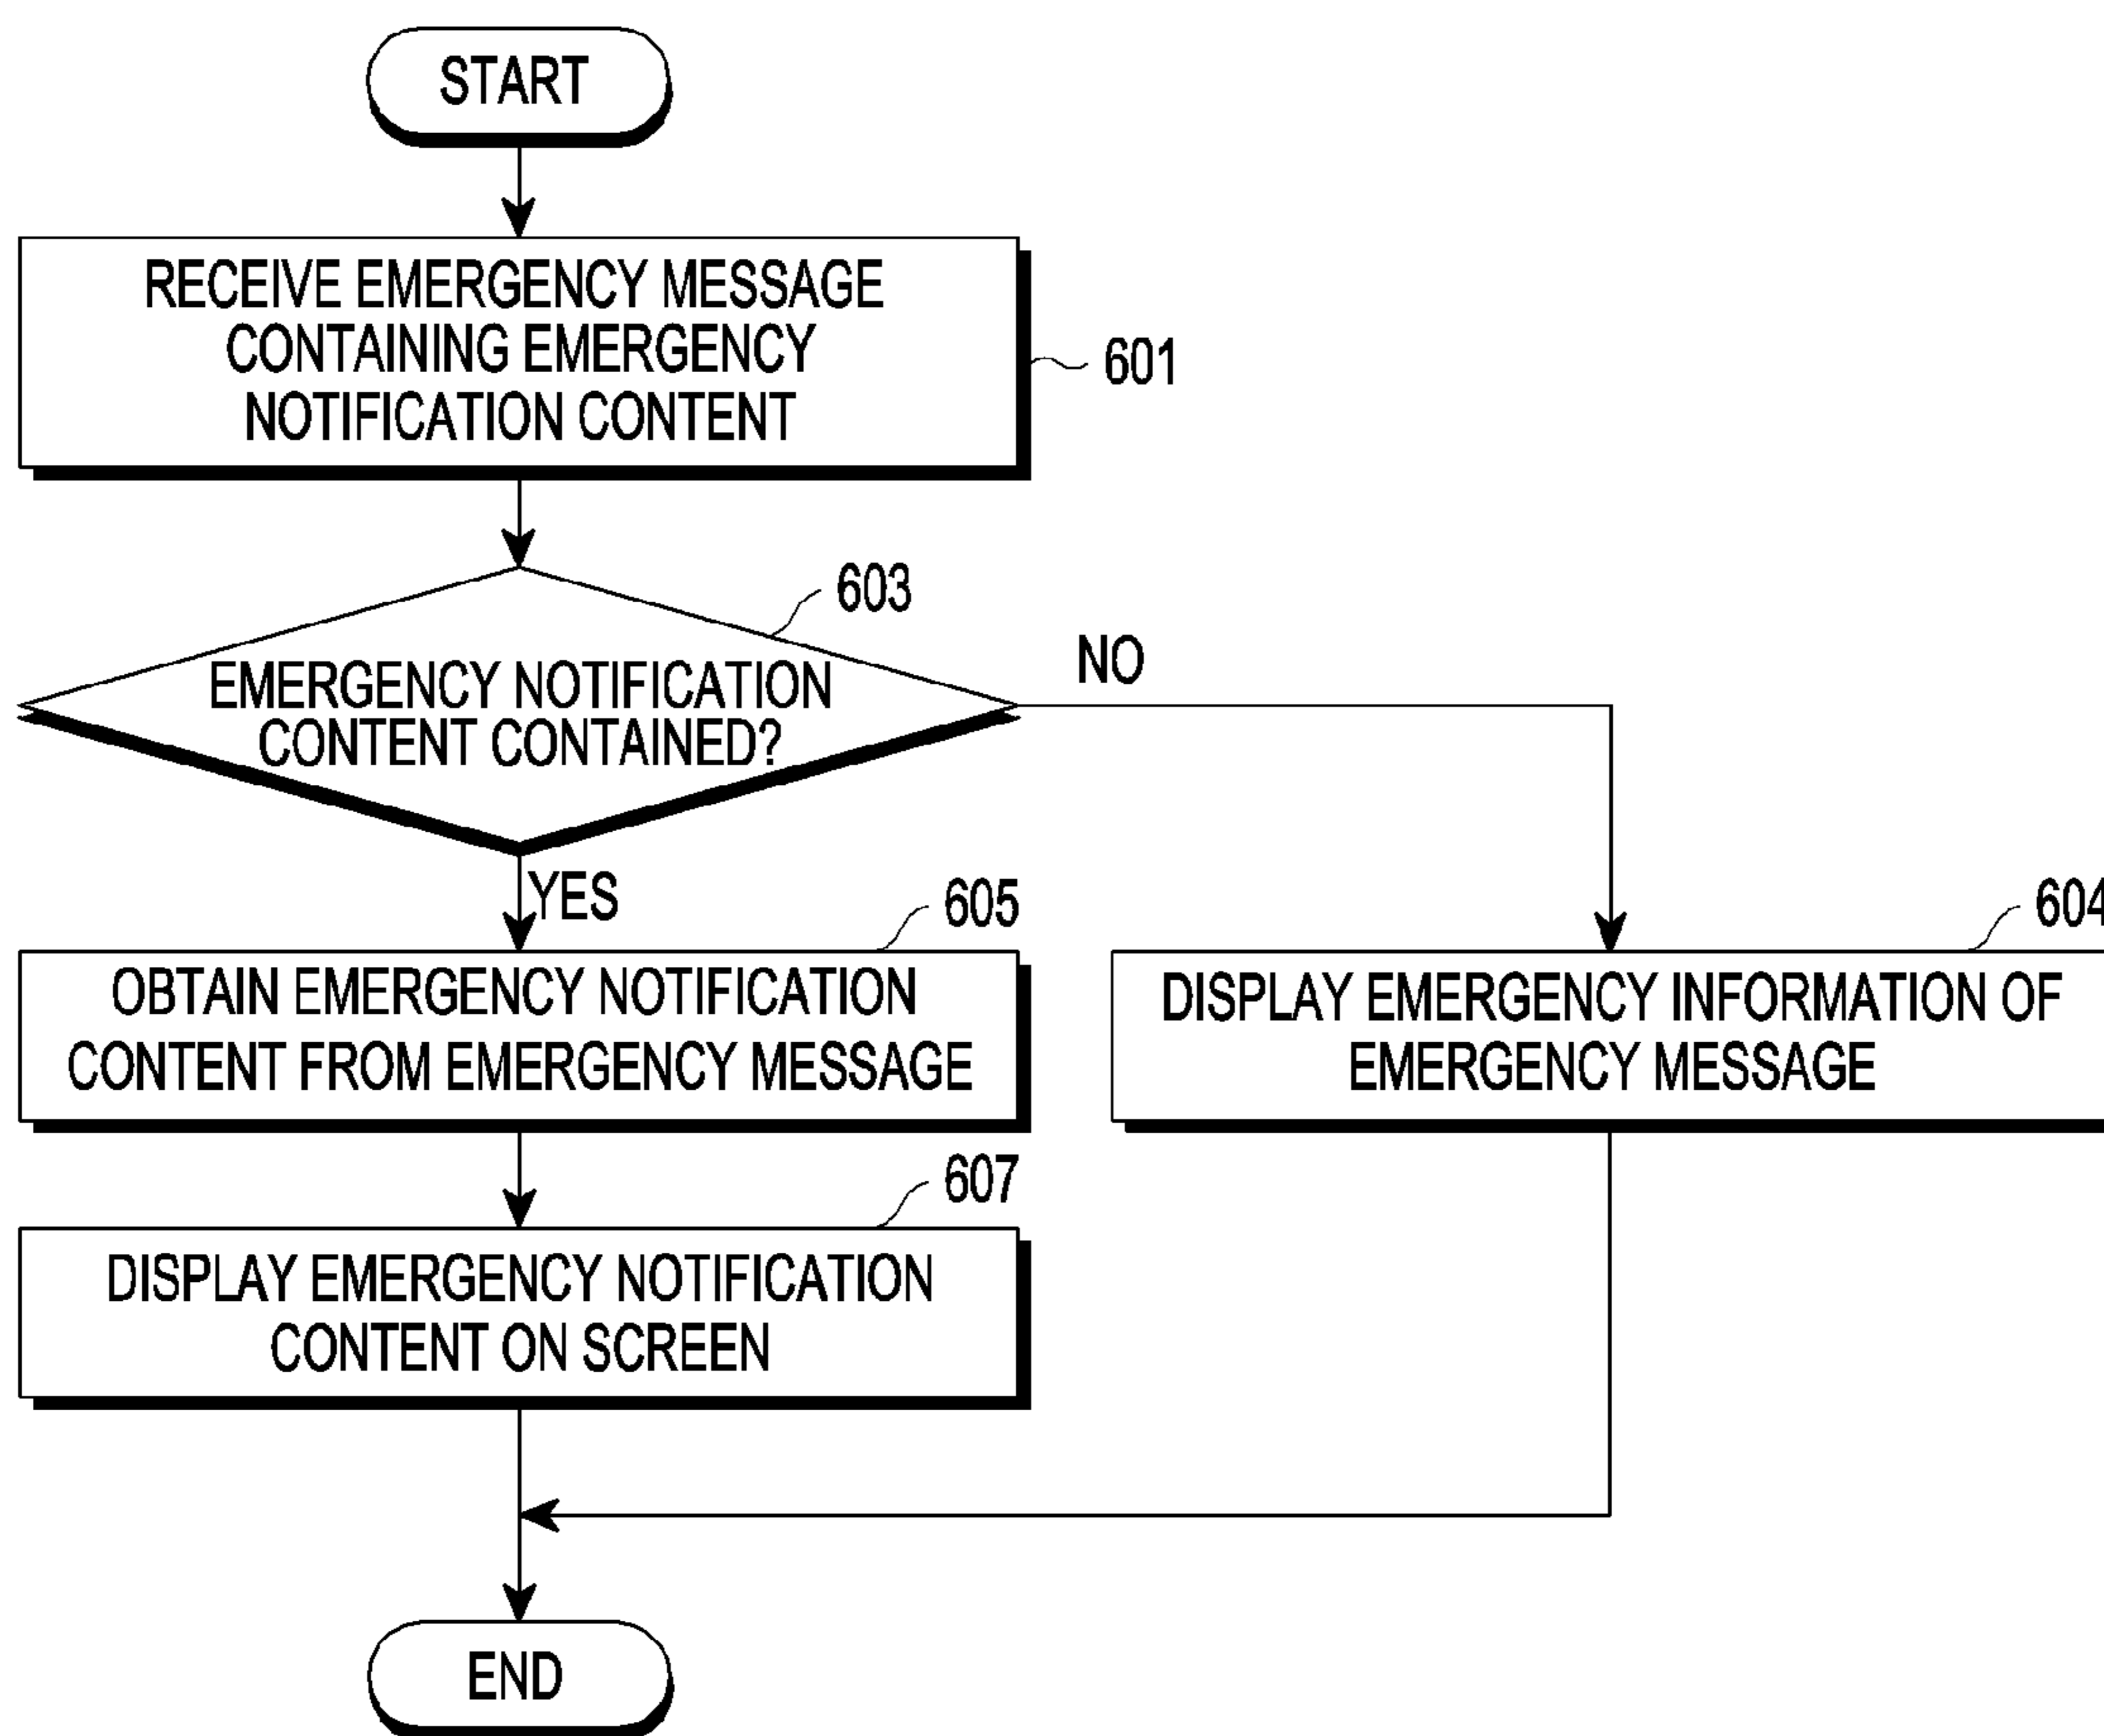 START
RECEIVE EMERGENCY MESSAGE
CONTAINING EMERGENCY
NOTIFICATION CONTENT
601
603
EMERGENCY NOTIFICATION
CONTENT CONTAINED?
NO
YES
605
OBTAIN EMERGENCY NOTIFICATION
CONTENT FROM EMERGENCY MESSAGE
604
DISPLAY EMERGENCY INFORMATION OF
EMERGENCY MESSAGE
607
DISPLAY EMERGENCY NOTIFICATION
CONTENT ON SCREEN
END